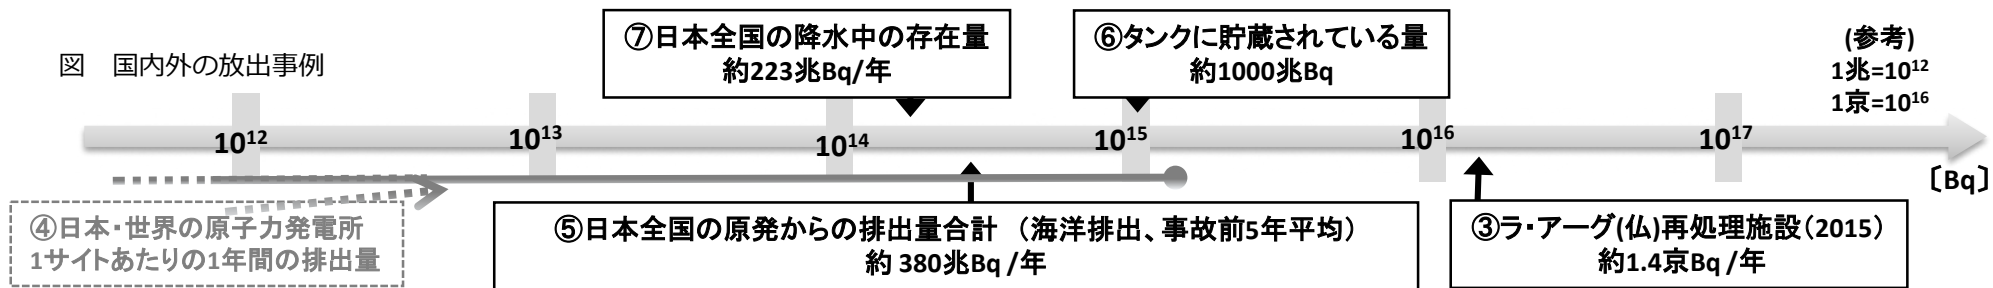 図　国内外の放出事例
⑦日本全国の降水中の存在量
約223兆Bq/年
⑥タンクに貯蔵されている量
約1000兆Bq
(参考)
1兆=10¹²
1京=10¹⁶
10¹²
10¹³
10¹⁴
10¹⁵
10¹⁶
10¹⁷
〔Bq〕
④日本・世界の原子力発電所
1サイトあたりの1年間の排出量
⑤日本全国の原発からの排出量合計　（海洋排出、事故前5年平均）
約 380兆Bq /年
③ラ・アーグ(仏)再処理施設（2015）
約1.4京Bq /年